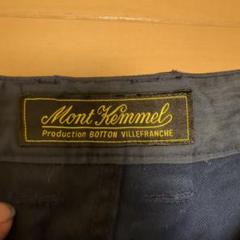 Mont Kemmel
Production BOTTON VILLEFRANCHE